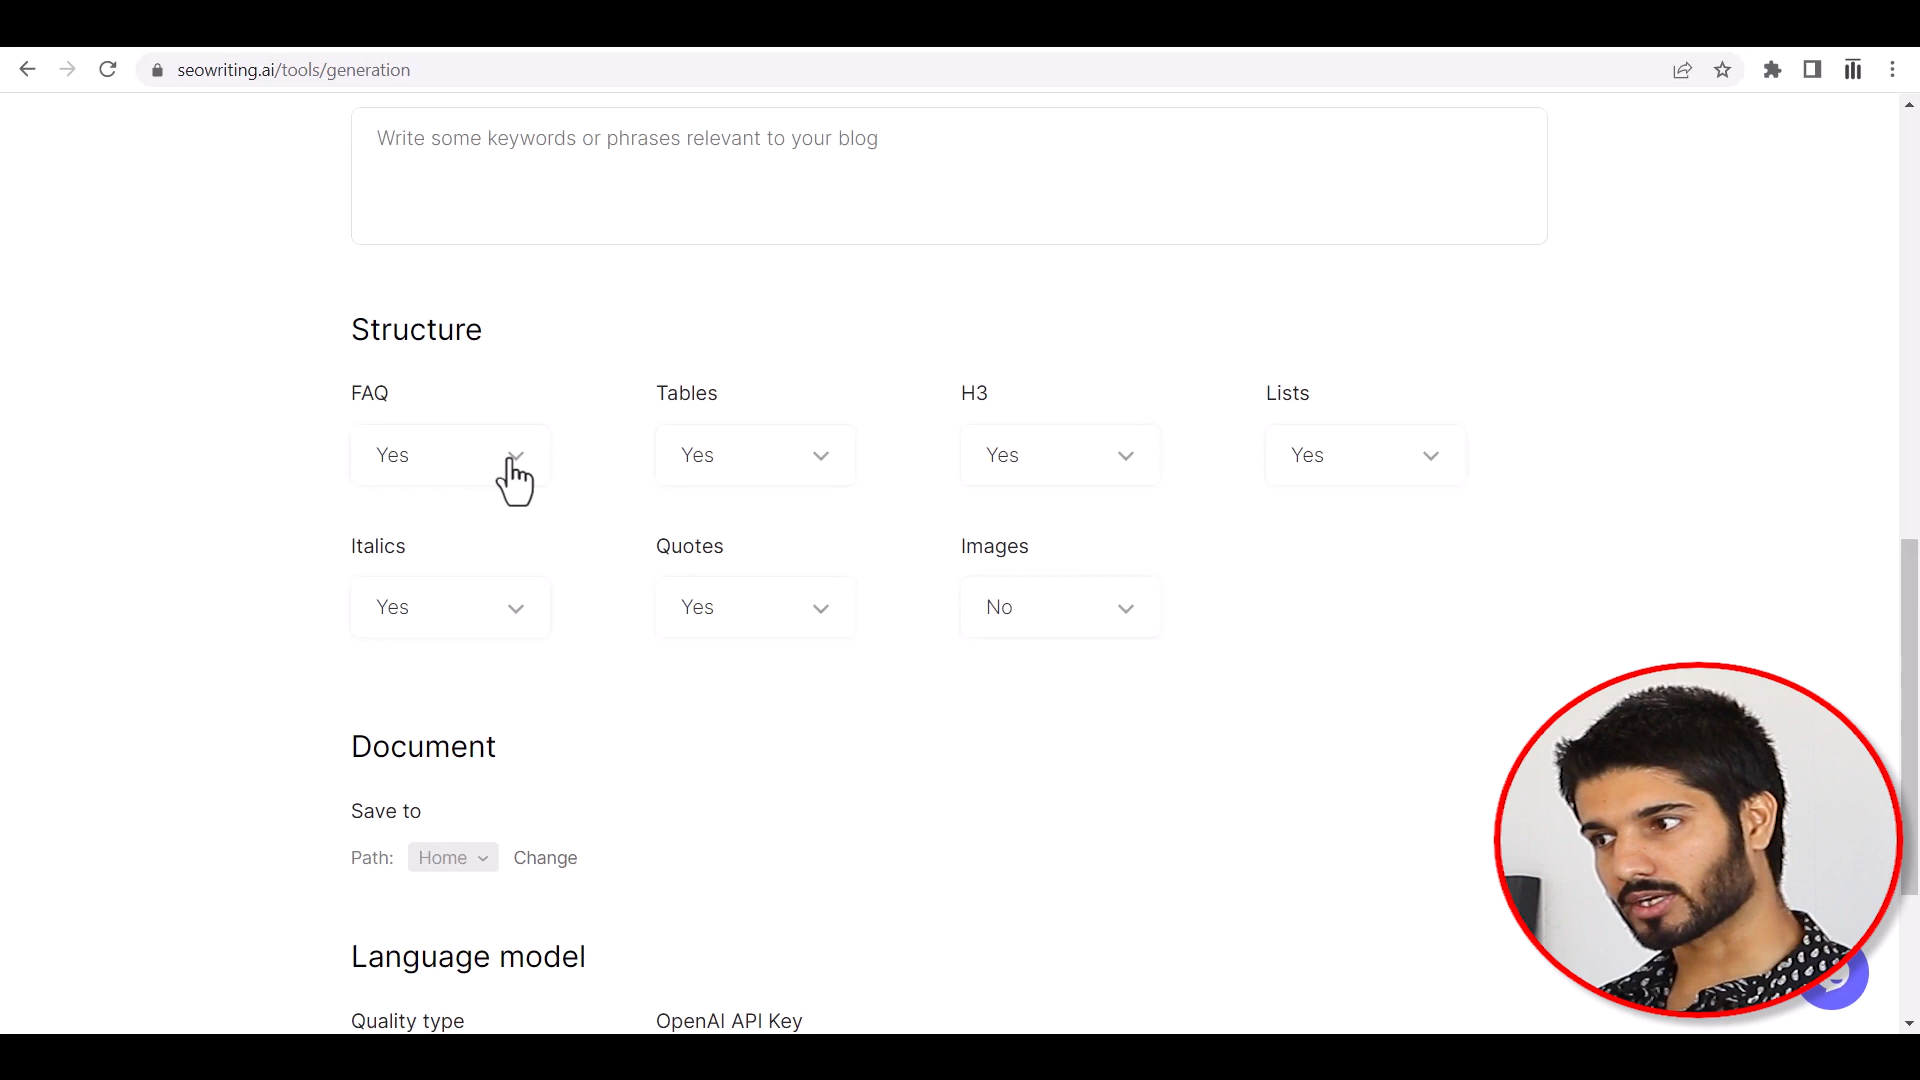 seowriting.ai/tools/generation
Write some keywords or phrases relevant to your blog
Structure
FAQ Tables H3 Lists
Yes Yes Yes Yes
Italics Quotes Images
Yes Yes No
Document
Save to
Path: Home Change
Language model
Quality type OpenAI API Key